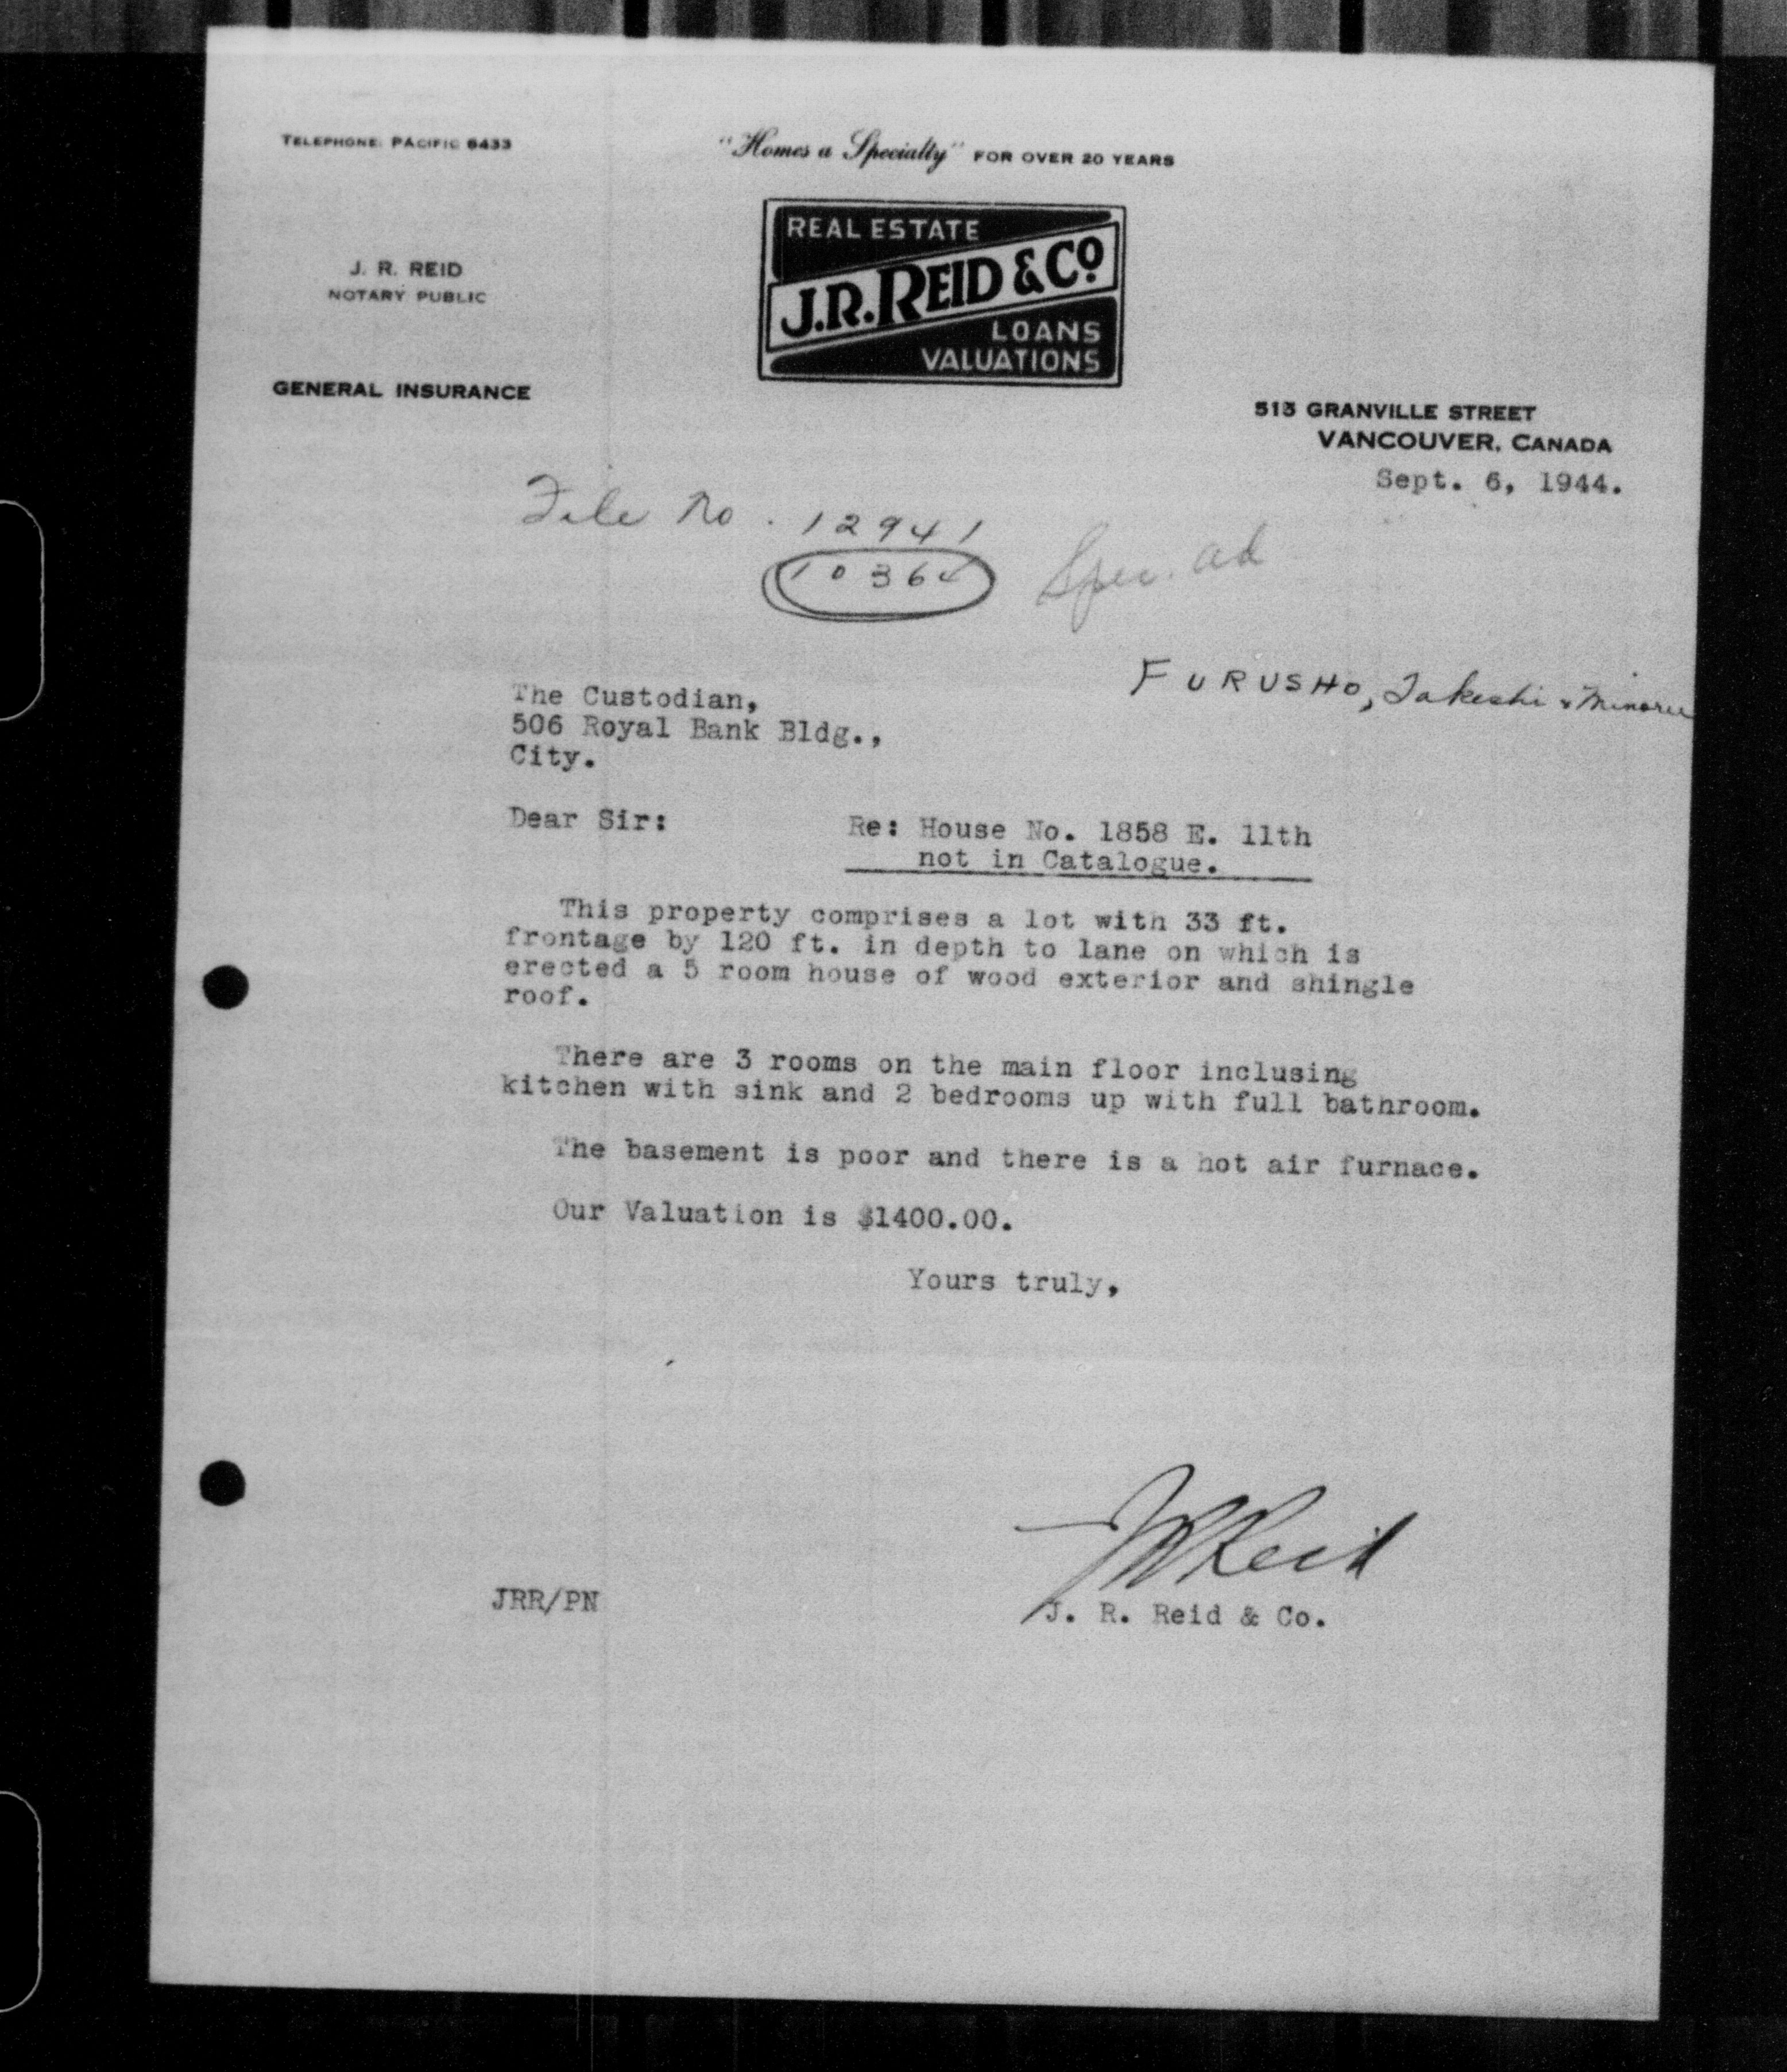 TELEPHONE: PACIFIC 6433
"Homes a Specialty" FOR OVER 20 YEARS
J. R. REID
NOTARY PUBLIC
REAL ESTATE
J.R. REID & CO.
LOANS
VALUATIONS
GENERAL INSURANCE
513 GRANVILLE STREET
VANCOUVER, CANADA
Sept. 6, 1944.
File No. 12941
10364
Spec. ad
FURUSHO, Takeshi & Minoru
The Custodian,
506 Royal Bank Bldg.,
City.
Dear Sir:
Re: House No. 1858 E. 11th
not in Catalogue.
This property comprises a lot with 33 ft.
frontage by 120 ft. in depth to lane on which is
erected a 5 room house of wood exterior and shingle
roof.
There are 3 rooms on the main floor inclusing
kitchen with sink and 2 bedrooms up with full bathroom.
The basement is poor and there is a hot air furnace.
Our Valuation is $1400.00.
Yours truly,
JRReid
JRR/PN
J. R. Reid & Co.